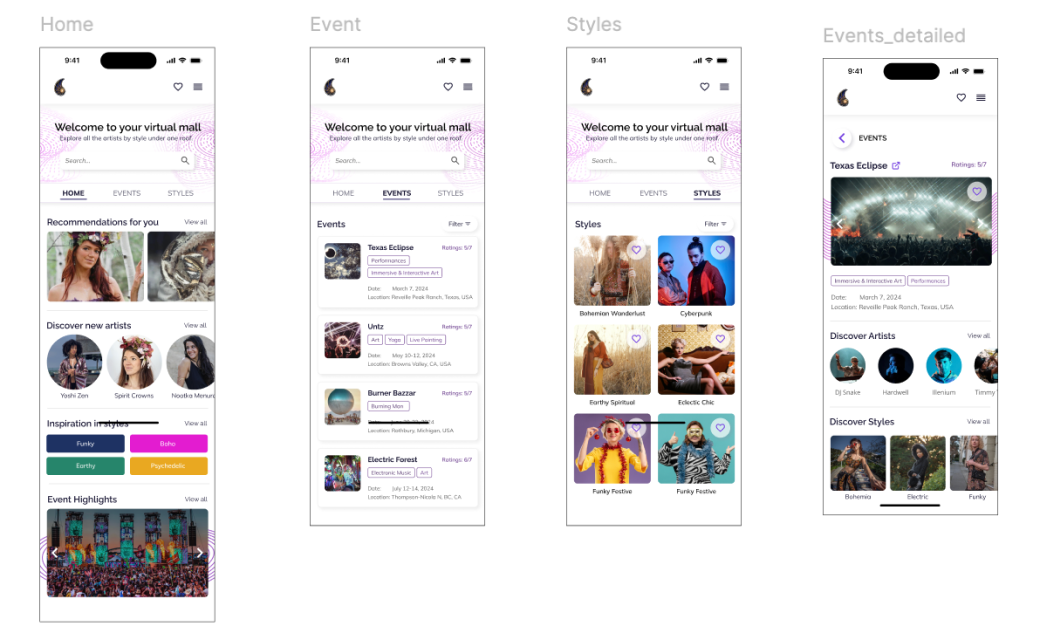 Home
9:41
Welcome to your virtual mall
Explore all the artists by style under one roof.
Search...
HOME EVENTS STYLES
Recommendations for you View all
Discover new artists View all
Yoshi Zen Spirit Crowns Nootka Menura
Inspiration in styles View all
Funky Boho
Earthy Psychedelic
Event Highlights View all
Event
9:41
Welcome to your virtual mall
Explore all the artists by style under one roof.
Search...
HOME EVENTS STYLES
Events Filter
Texas Eclipse Ratings: 5/7
Performances
Immersive & Interactive Art
Date: March 7, 2024
Location: Reveille Peak Ranch, Texas, USA
Untz Ratings: 5/7
Art Yoga Live Painting
Date: May 10-12, 2024
Location: Browns Valley, CA, USA
Burner Bazzar Ratings: 5/7
Burning Man
Location: Rothbury, Michigan, USA
Electric Forest Ratings: 6/7
Electronic Music Art
Date: July 12-14, 2024
Location: Thompson-Nicola N, BC, CA
Styles
9:41
Welcome to your virtual mall
Explore all the artists by style under one roof.
Search...
HOME EVENTS STYLES
Styles Filter
Bohemian Wanderlust Cyberpunk
Earthy Spiritual Eclectic Chic
Funky Festive Funky Festive
Events_detailed
9:41
EVENTS
Texas Eclipse Ratings: 5/7
Immersive & Interactive Art Performances
Date: March 7, 2024
Location: Reveille Peak Ranch, Texas, USA
Discover Artists View all
DJ Snake Hardwell Illenium Timmy
Discover Styles View all
Bohemia Electric Funky